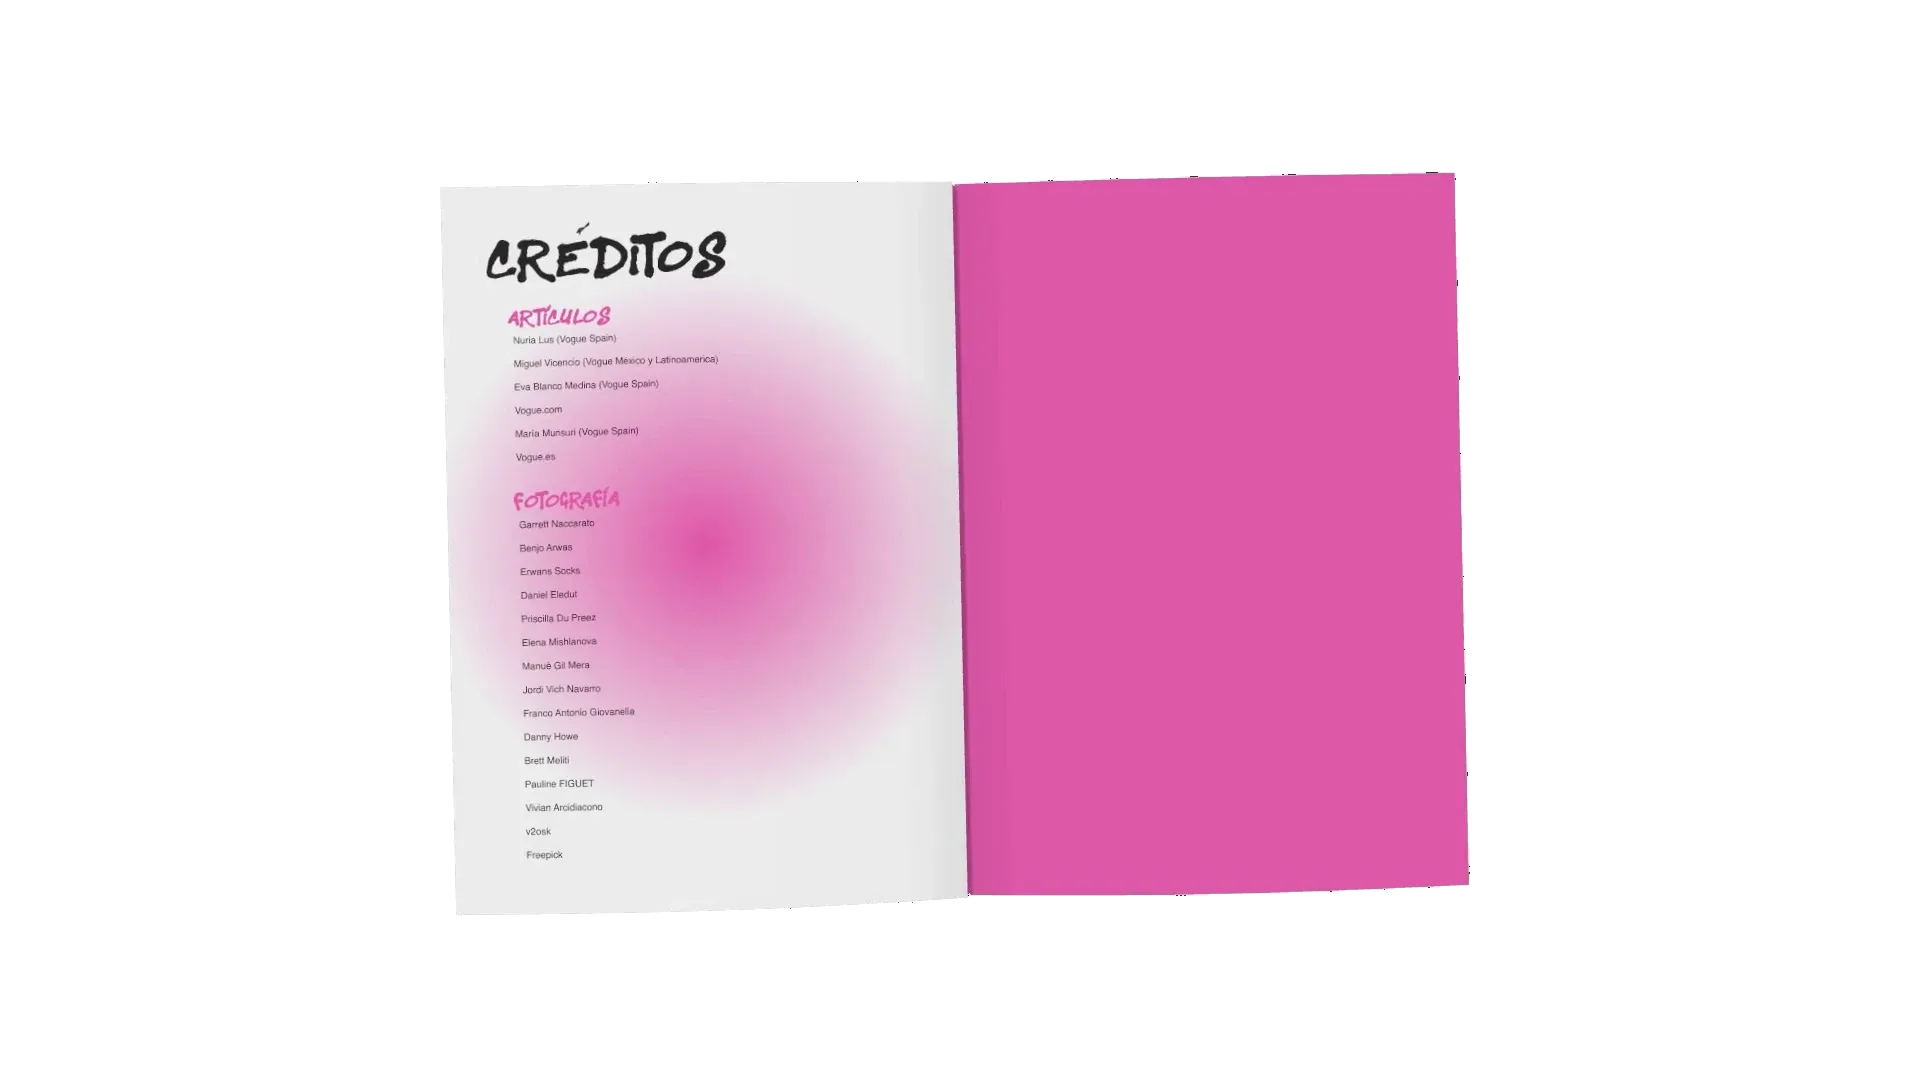 CRÉDITOS
ARTÍCULOS
Nuria Lus (Vogue Spain)
Miguel Vicencio (Vogue Mexico y Latinoamerica)
Eva Blanco Medina (Vogue Spain)
Vogue.com
María Munsuri (Vogue Spain)
Vogue.es
FOTOGRAFÍA
Garrett Naccarato
Benjo Arwas
Erwans Socks
Daniel Eledut
Priscilla Du Preez
Elena Mishlanova
Manuè Gil Mera
Jordi Vich Navarro
Franco Antonio Giovanella
Danny Howe
Brett Meliti
Pauline FIGUET
Vivian Arcidiacono
v2osk
Freepick